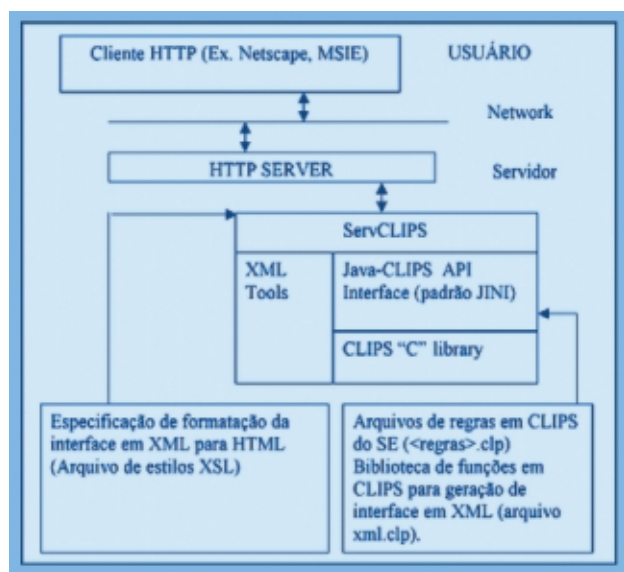 Cliente HTTP (Ex. Netscape, MSIE)
USUÁRIO
Network
HTTP SERVER
Servidor
ServCLIPS
XML
Tools
Java-CLIPS API
Interface (padrão JINI)
CLIPS “C” library
Especificação de formatação da
interface em XML para HTML
(Arquivo de estilos XSL)
Arquivos de regras em CLIPS
do SE (<regras>.clp)
Biblioteca de funções em
CLIPS para geração de
interface em XML (arquivo
xml.clp).